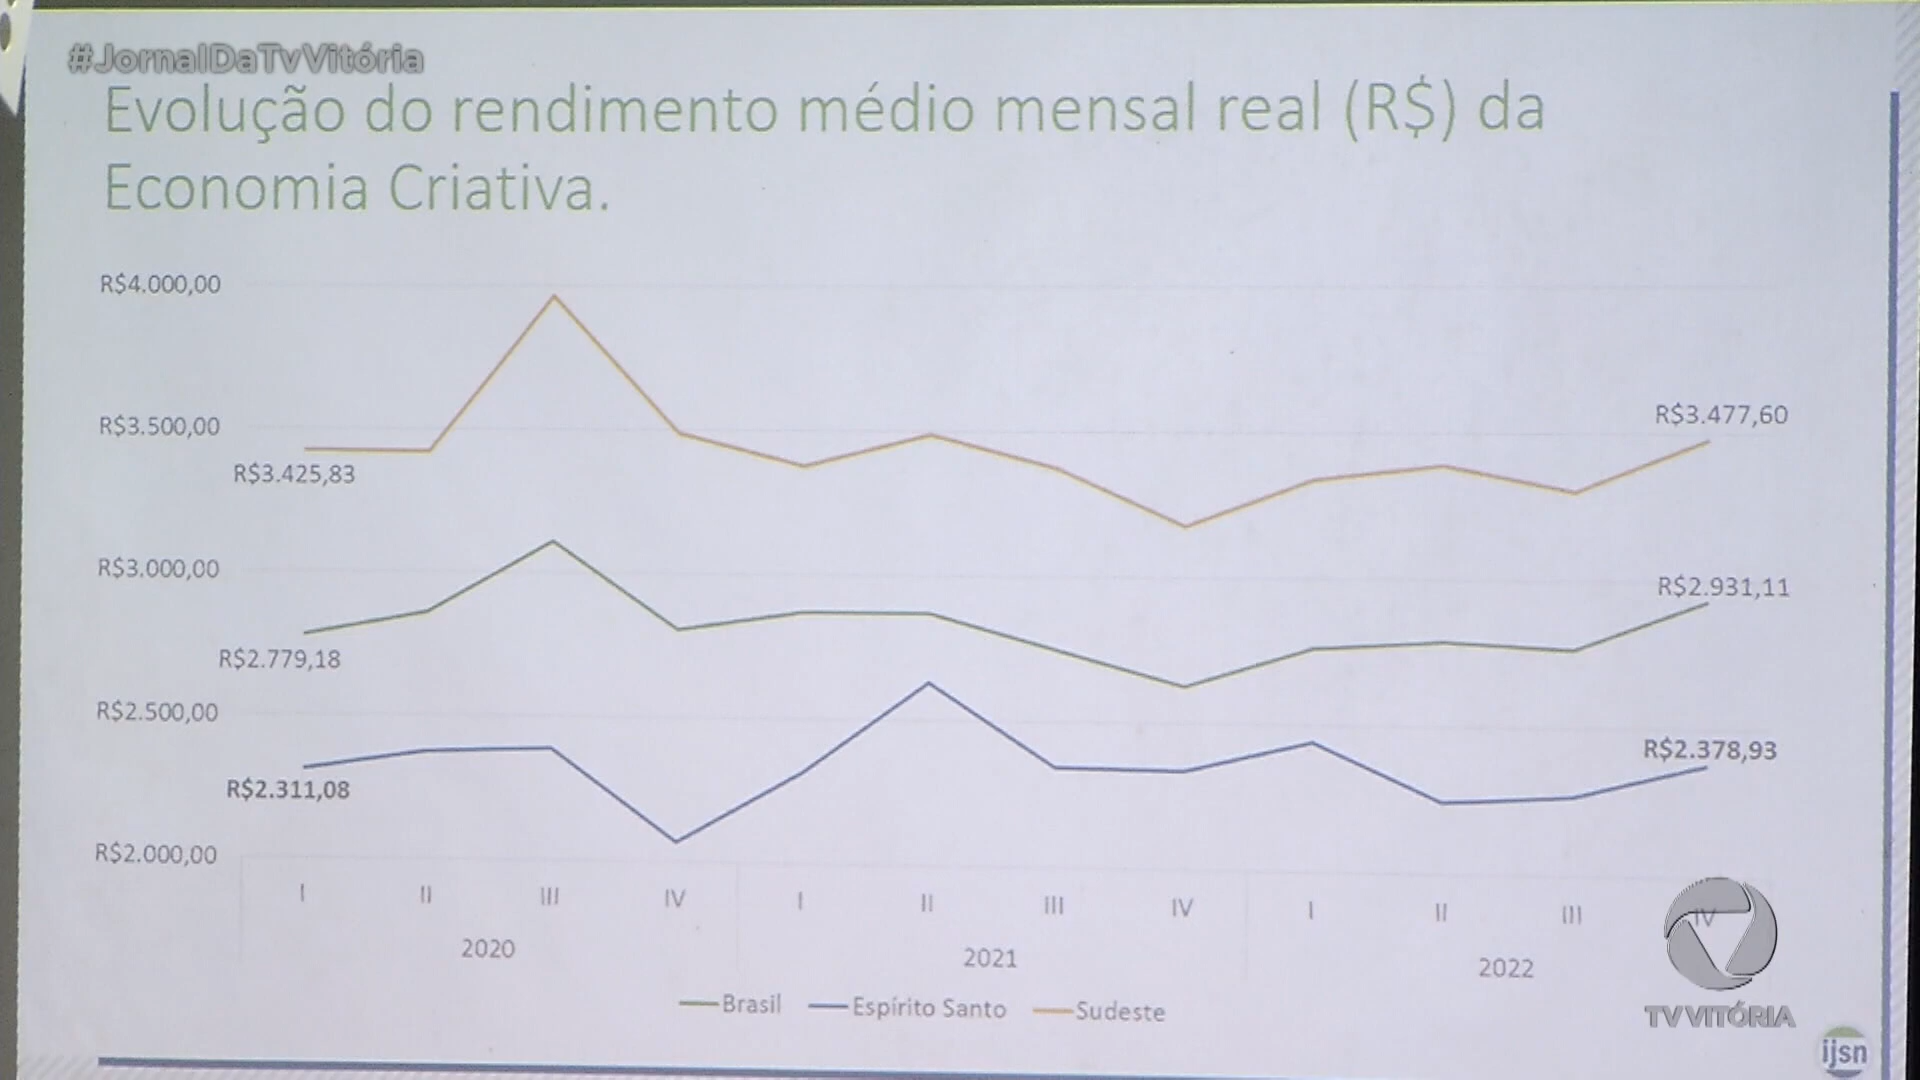 #JornalDaTvVitória
Evolução do rendimento médio mensal real (R$) da
Economia Criativa.
R$4.000,00
R$3.500,00
R$3.477,60
R$3.425,83
R$3.000,00
R$2.931,11
R$2.779,18
R$2.500,00
R$2.378,93
R$2.311,08
R$2.000,00
I II III IV I II III IV I II III IV
2020 2021 2022
Brasil Espírito Santo Sudeste
TV VITÓRIA
ijsn